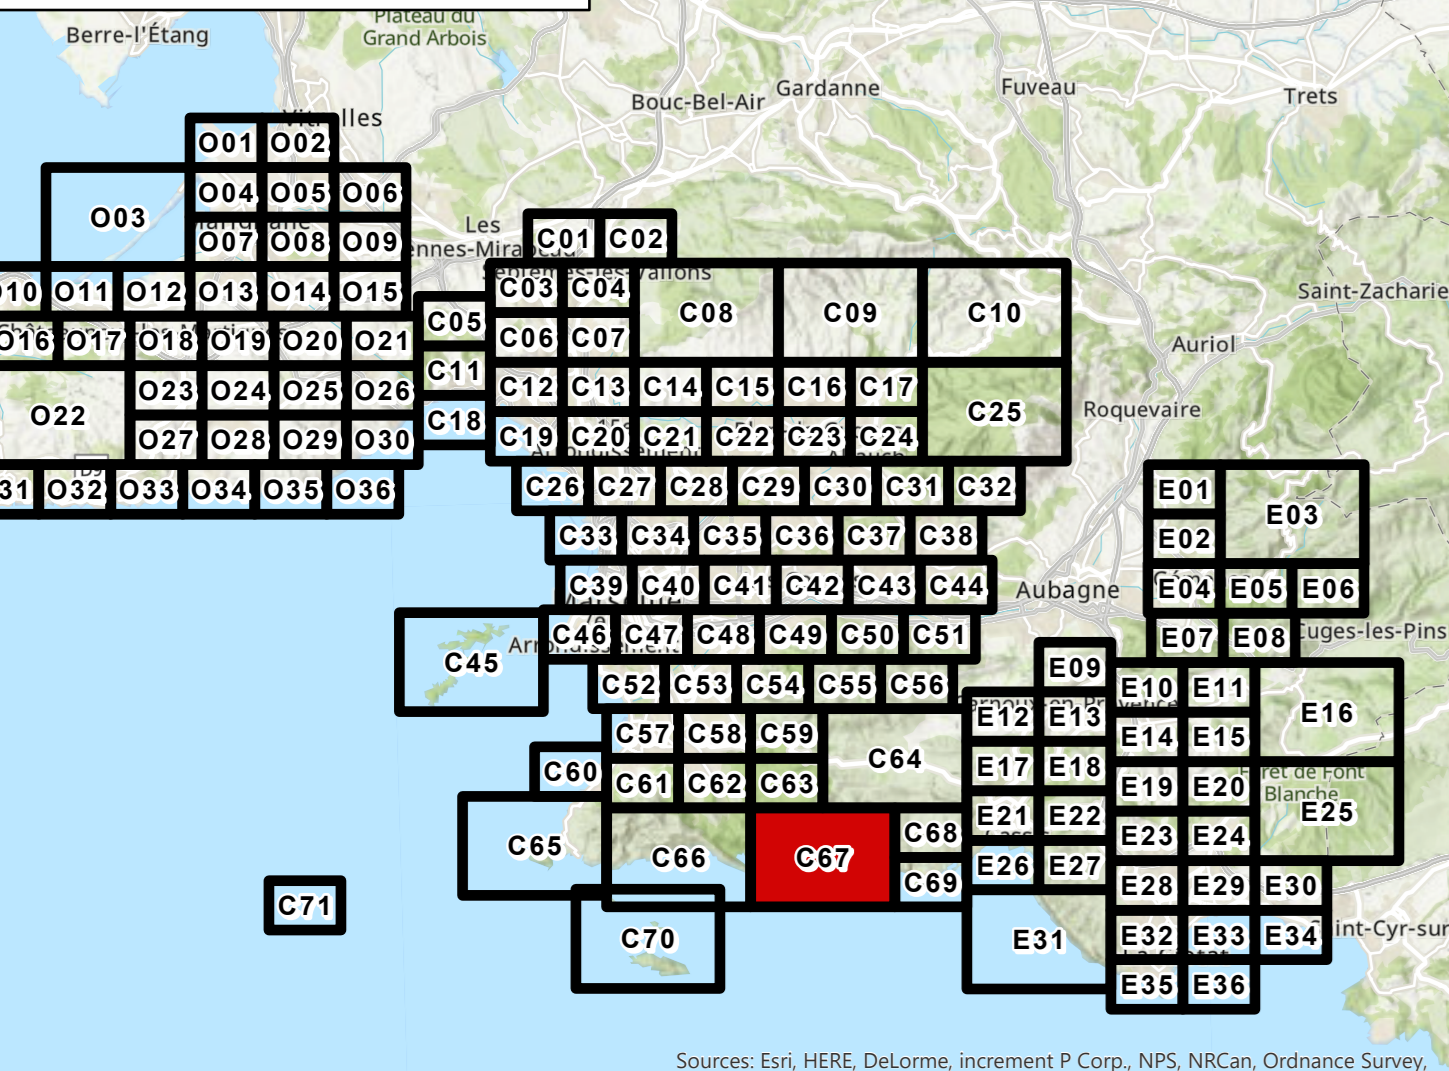 Plateau du
Grand Arbois
Berre-l'Étang
Gardanne
Fuveau
Bouc-Bel-Air
Trets
O01 O02
O03 O04 O05 O06
Les
O07 O08 O09
C01 C02
O11 O12 O13 O14 O15
C03 C04
C08 C09 C10
Saint-Zacharie
C05
O17 O18 O19 O20 O21
C06 C07
Auriol
C11
O23 O24 O25 O26
C12 C13 C14 C15 C16 C17
O22
C25
Roquevaire
C18
O27 O28 O29 O30
C19 C20 C21 C22 C23 C24
O32 O33 O34 O35 O36
C26 C27 C28 C29 C30 C31 C32
E01
E03
C33 C34 C35 C36 C37 C38
E02
C39 C40 C41 C42 C43 C44
Aubagne
E04 E05 E06
C46 C47 C48 C49 C50 C51
E07 E08
Cuges-les-Pins
C45
E09
C52 C53 C54 C55 C56
E10 E11
E12 E13
E16
C57 C58 C59
E14 E15
C64
E17 E18
C60
C61 C62 C63
E19 E20
Forêt de Font
Blanche
E25
E21 E22
C68
E23 E24
C65 C66 C67
E26 E27
C69
E28 E29 E30
C71
C70
E31
E32 E33 E34
E35 E36
Sources: Esri, HERE, DeLorme, increment P Corp., NPS, NRCan, Ordnance Survey,